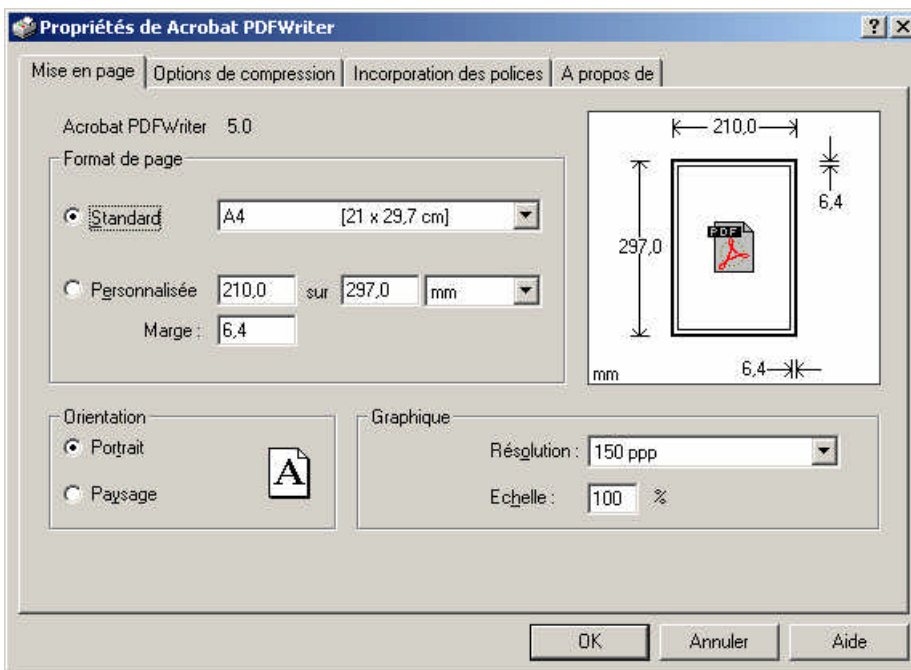 Propriétés de Acrobat PDFWriter
Mise en page Options de compression Incorporation des polices A propos de
Acrobat PDFWriter 5.0
Format de page
Standard A4 [21 x 29,7 cm]
Personnalisée 210,0 sur 297,0 mm
Marge : 6,4
210,0
6,4
297,0
PDF
6,4
mm
Orientation
Portrait
Paysage
A
Graphique
Résolution : 150 ppp
Echelle : 100 %
OK Annuler Aide